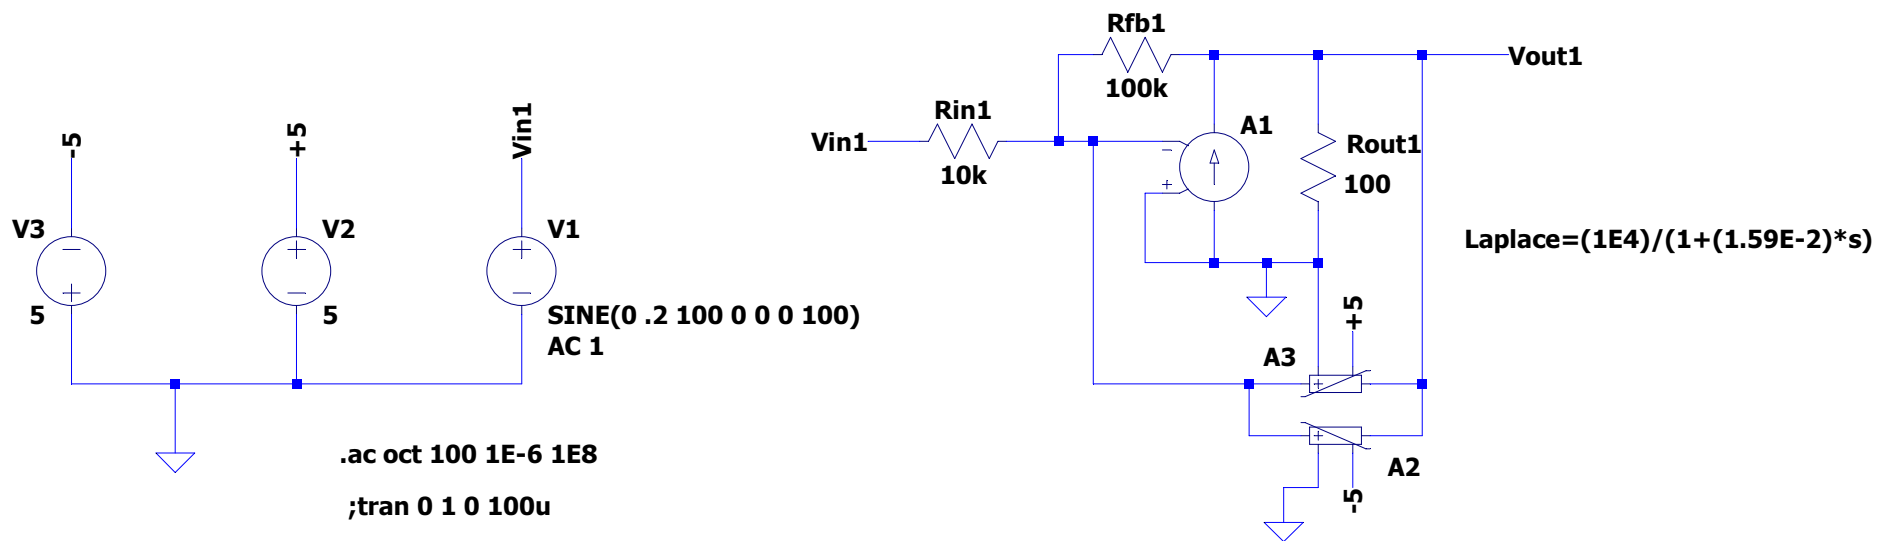 -5
V3
5
+5
V2
5
Vin1
V1
SINE(0 .2 100 0 0 0 100)
AC 1
.ac oct 100 1E-6 1E8
;tran 0 1 0 100u
Vin1
Rin1
10k
Rfb1
100k
A1
Rout1
100
Vout1
Laplace=(1E4)/(1+(1.59E-2)*s)
A3
+5
A2
-5